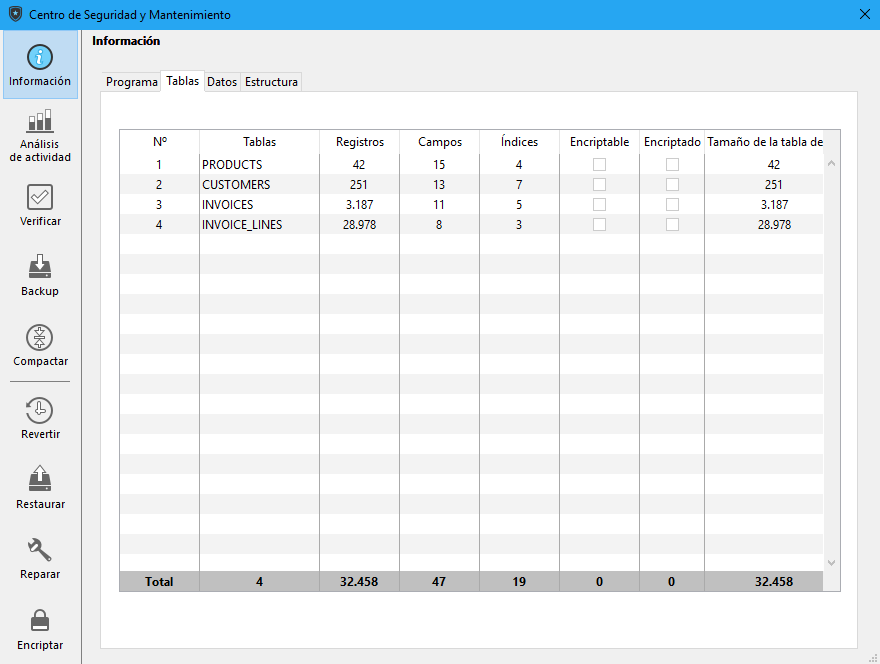 Centro de Seguridad y Mantenimiento
Información
Información
Análisis
de actividad
Verificar
Backup
Compactar
Revertir
Restaurar
Reparar
Encriptar
Programa Tablas Datos Estructura
Nº Tablas Registros Campos Índices Encriptable Encriptado Tamaño de la tabla de
1 PRODUCTS 42 15 4 42
2 CUSTOMERS 251 13 7 251
3 INVOICES 3.187 11 5 3.187
4 INVOICE_LINES 28.978 8 3 28.978
Total 4 32.458 47 19 0 0 32.458